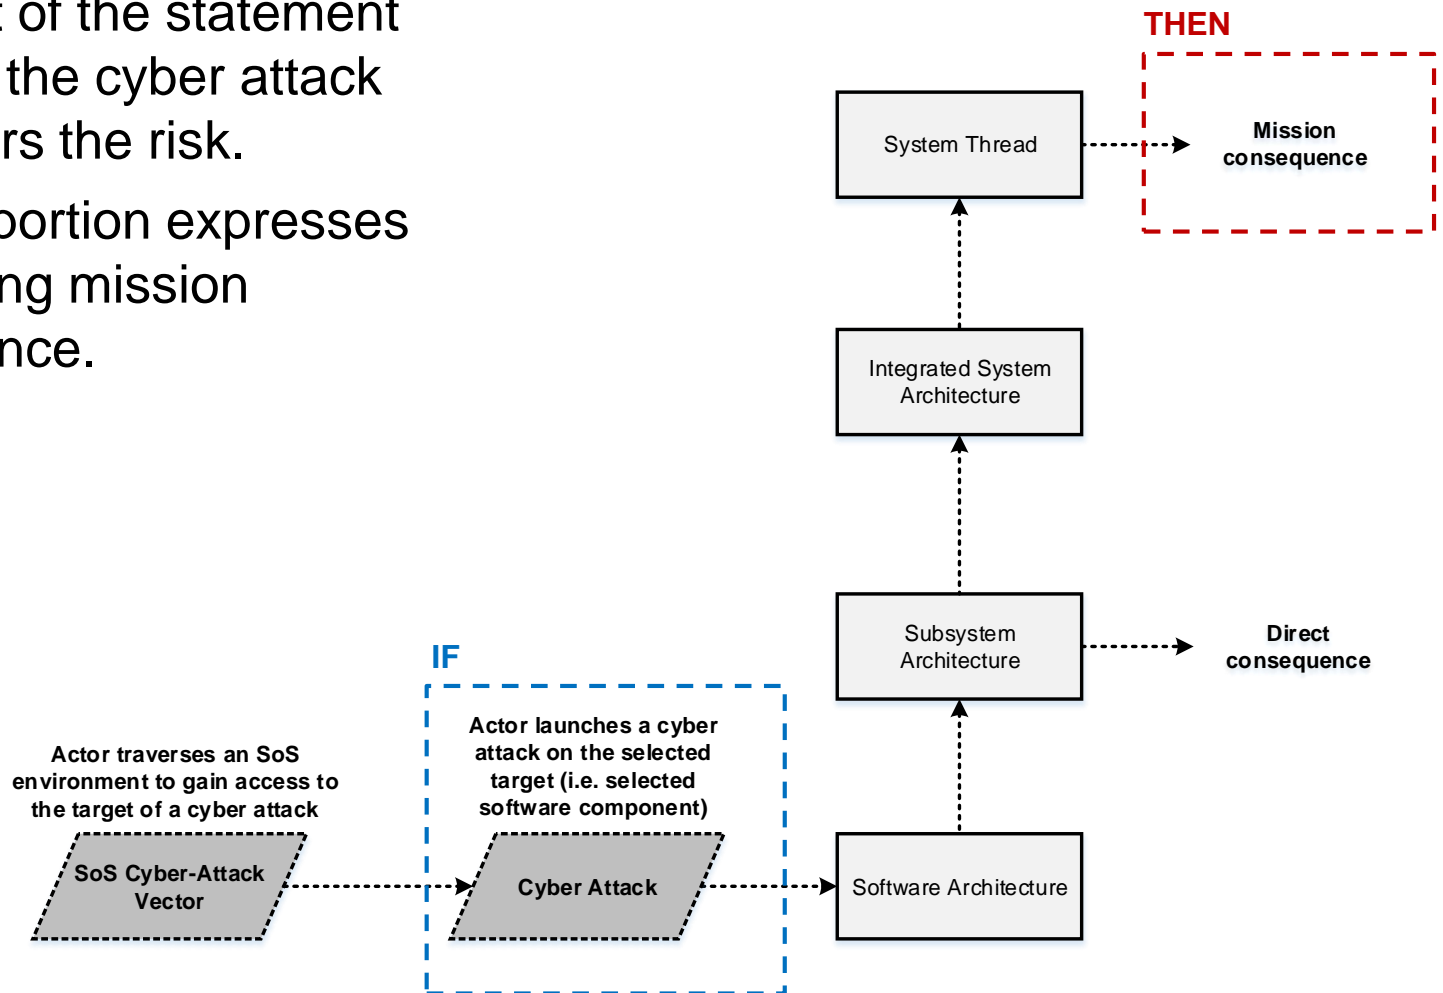 of the statement
the cyber attack
rs the risk.
portion expresses
ng mission
nce.
THEN
System Thread
Mission
consequence
Integrated System
Architecture
Subsystem
Architecture
Direct
consequence
IF
Actor launches a cyber
attack on the selected
target (i.e. selected
software component)
Actor traverses an SoS
environment to gain access to
the target of a cyber attack
SoS Cyber-Attack
Vector
Cyber Attack
Software Architecture